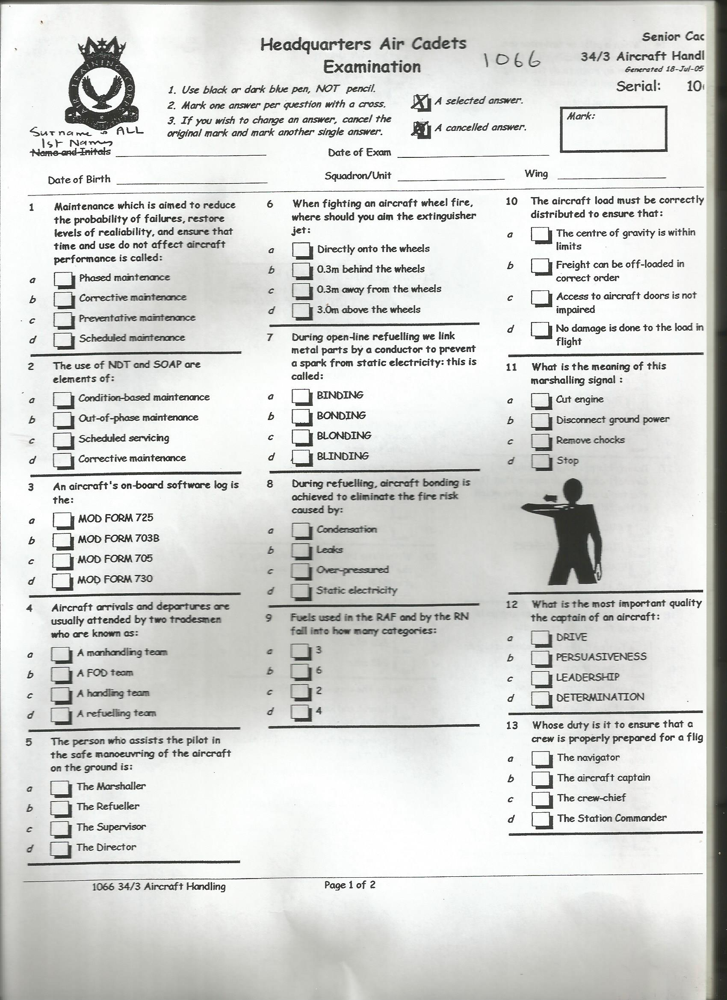 Headquarters Air Cadets
Examination
1066
Senior Cac
34/3 Aircraft Handl
Generated 18-Jul-05
Serial: 10
AIR TRAINING CORPS
1. Use black or dark blue pen, NOT pencil.
2. Mark one answer per question with a cross.
3. If you wish to change an answer, cancel the
original mark and mark another single answer.
A selected answer.
A cancelled answer.
Mark:
Surname & ALL
1st Names
Name and Initals
Date of Exam
Date of Birth
Squadron/Unit
Wing
1 Maintenance which is aimed to reduce
the probability of failures, restore
levels of realiability, and ensure that
time and use do not affect aircraft
performance is called:
a Phased maintenance
b Corrective maintenance
c Preventative maintenance
d Scheduled maintenance
2 The use of NDT and SOAP are
elements of:
a Condition-based maintenance
b Out-of-phase maintenance
c Scheduled servicing
d Corrective maintenance
3 An aircraft's on-board software log is
the:
a MOD FORM 725
b MOD FORM 703B
c MOD FORM 705
d MOD FORM 730
4 Aircraft arrivals and departures are
usually attended by two tradesmen
who are known as:
a A manhandling team
b A FOD team
c A handling team
d A refuelling team
5 The person who assists the pilot in
the safe manoeuvring of the aircraft
on the ground is:
a The Marshaller
b The Refueller
c The Supervisor
d The Director
6 When fighting an aircraft wheel fire,
where should you aim the extinguisher
jet:
a Directly onto the wheels
b 0.3m behind the wheels
c 0.3m away from the wheels
d 3.0m above the wheels
7 During open-line refuelling we link
metal parts by a conductor to prevent
a spark from static electricity: this is
called:
a BINDING
b BONDING
c BLONDING
d BLINDING
8 During refuelling, aircraft bonding is
achieved to eliminate the fire risk
caused by:
a Condensation
b Leaks
c Over-pressured
d Static electricity
9 Fuels used in the RAF and by the RN
fall into how many categories:
a 3
b 6
c 2
d 4
10 The aircraft load must be correctly
distributed to ensure that:
a The centre of gravity is within
limits
b Freight can be off-loaded in
correct order
c Access to aircraft doors is not
impaired
d No damage is done to the load in
flight
11 What is the meaning of this
marshalling signal :
a Cut engine
b Disconnect ground power
c Remove chocks
d Stop
12 What is the most important quality
the captain of an aircraft:
a DRIVE
b PERSUASIVENESS
c LEADERSHIP
d DETERMINATION
13 Whose duty is it to ensure that a
crew is properly prepared for a flig
a The navigator
b The aircraft captain
c The crew-chief
d The Station Commander
1066 34/3 Aircraft Handling
Page 1 of 2